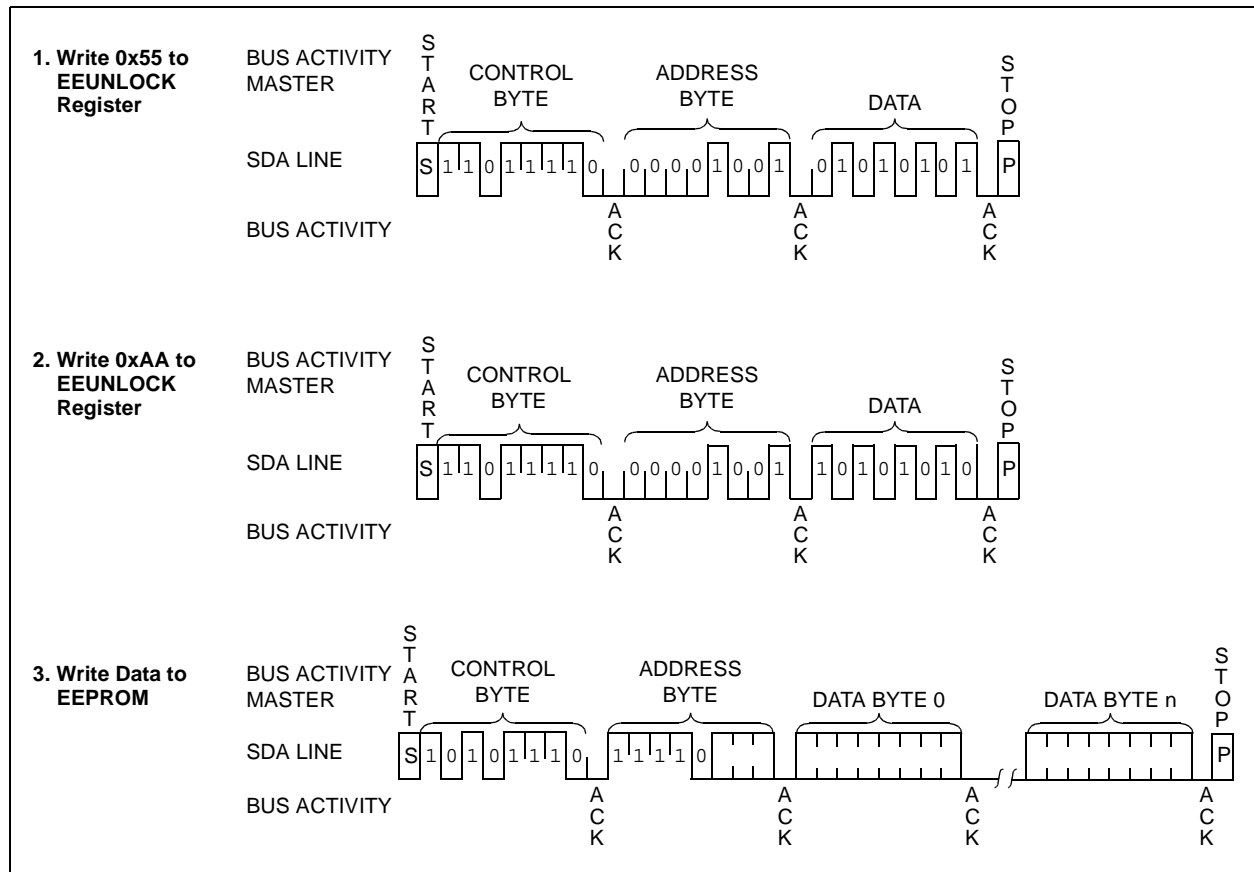 1. Write 0x55 to EEUNLOCK Register
BUS ACTIVITY MASTER
START
CONTROL BYTE
ADDRESS BYTE
DATA
STOP
SDA LINE
S 1 1 0 1 1 1 1 0 0 0 0 0 1 0 0 1 0 1 0 1 0 1 0 1 P
BUS ACTIVITY
ACK
ACK
ACK
2. Write 0xAA to EEUNLOCK Register
BUS ACTIVITY MASTER
START
CONTROL BYTE
ADDRESS BYTE
DATA
STOP
SDA LINE
S 1 1 0 1 1 1 1 0 0 0 0 0 1 0 0 1 1 0 1 0 1 0 1 0 P
BUS ACTIVITY
ACK
ACK
ACK
3. Write Data to EEPROM
BUS ACTIVITY MASTER
START
CONTROL BYTE
ADDRESS BYTE
DATA BYTE 0
DATA BYTE n
STOP
SDA LINE
S 1 0 1 0 1 1 1 0 1 1 1 1 0 P
BUS ACTIVITY
ACK
ACK
ACK
ACK